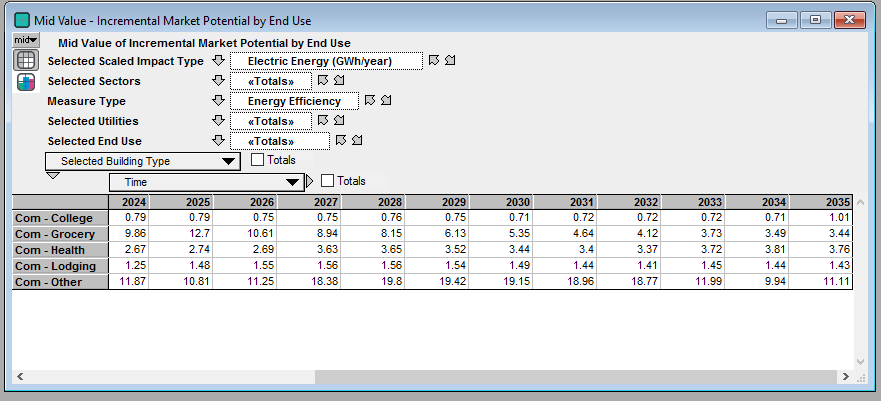 Mid Value - Incremental Market Potential by End Use
mid
Mid Value of Incremental Market Potential by End Use
Selected Scaled Impact Type Electric Energy (GWh/year)
Selected Sectors «Totals»
Measure Type Energy Efficiency
Selected Utilities «Totals»
Selected End Use «Totals»
Selected Building Type Totals
Time Totals
2024 2025 2026 2027 2028 2029 2030 2031 2032 2033 2034 2035
Com - College 0.79 0.79 0.75 0.75 0.76 0.75 0.71 0.72 0.72 0.72 0.71 1.01
Com - Grocery 9.86 12.7 10.61 8.94 8.15 6.13 5.35 4.64 4.12 3.73 3.49 3.44
Com - Health 2.67 2.74 2.69 3.63 3.65 3.52 3.44 3.4 3.37 3.72 3.81 3.76
Com - Lodging 1.25 1.48 1.55 1.56 1.56 1.54 1.49 1.44 1.41 1.45 1.44 1.43
Com - Other 11.87 10.81 11.25 18.38 19.8 19.42 19.15 18.96 18.77 11.99 9.94 11.11